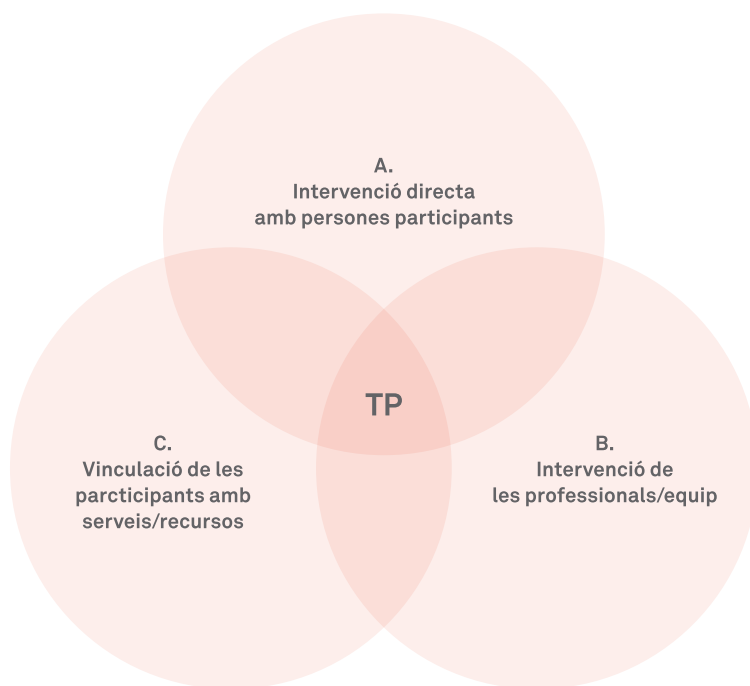 A.
Intervenció directa
amb persones participants
TP
C.
Vinculació de les
parcticipants amb
serveis/recursos
B.
Intervenció de
les professionals/equip